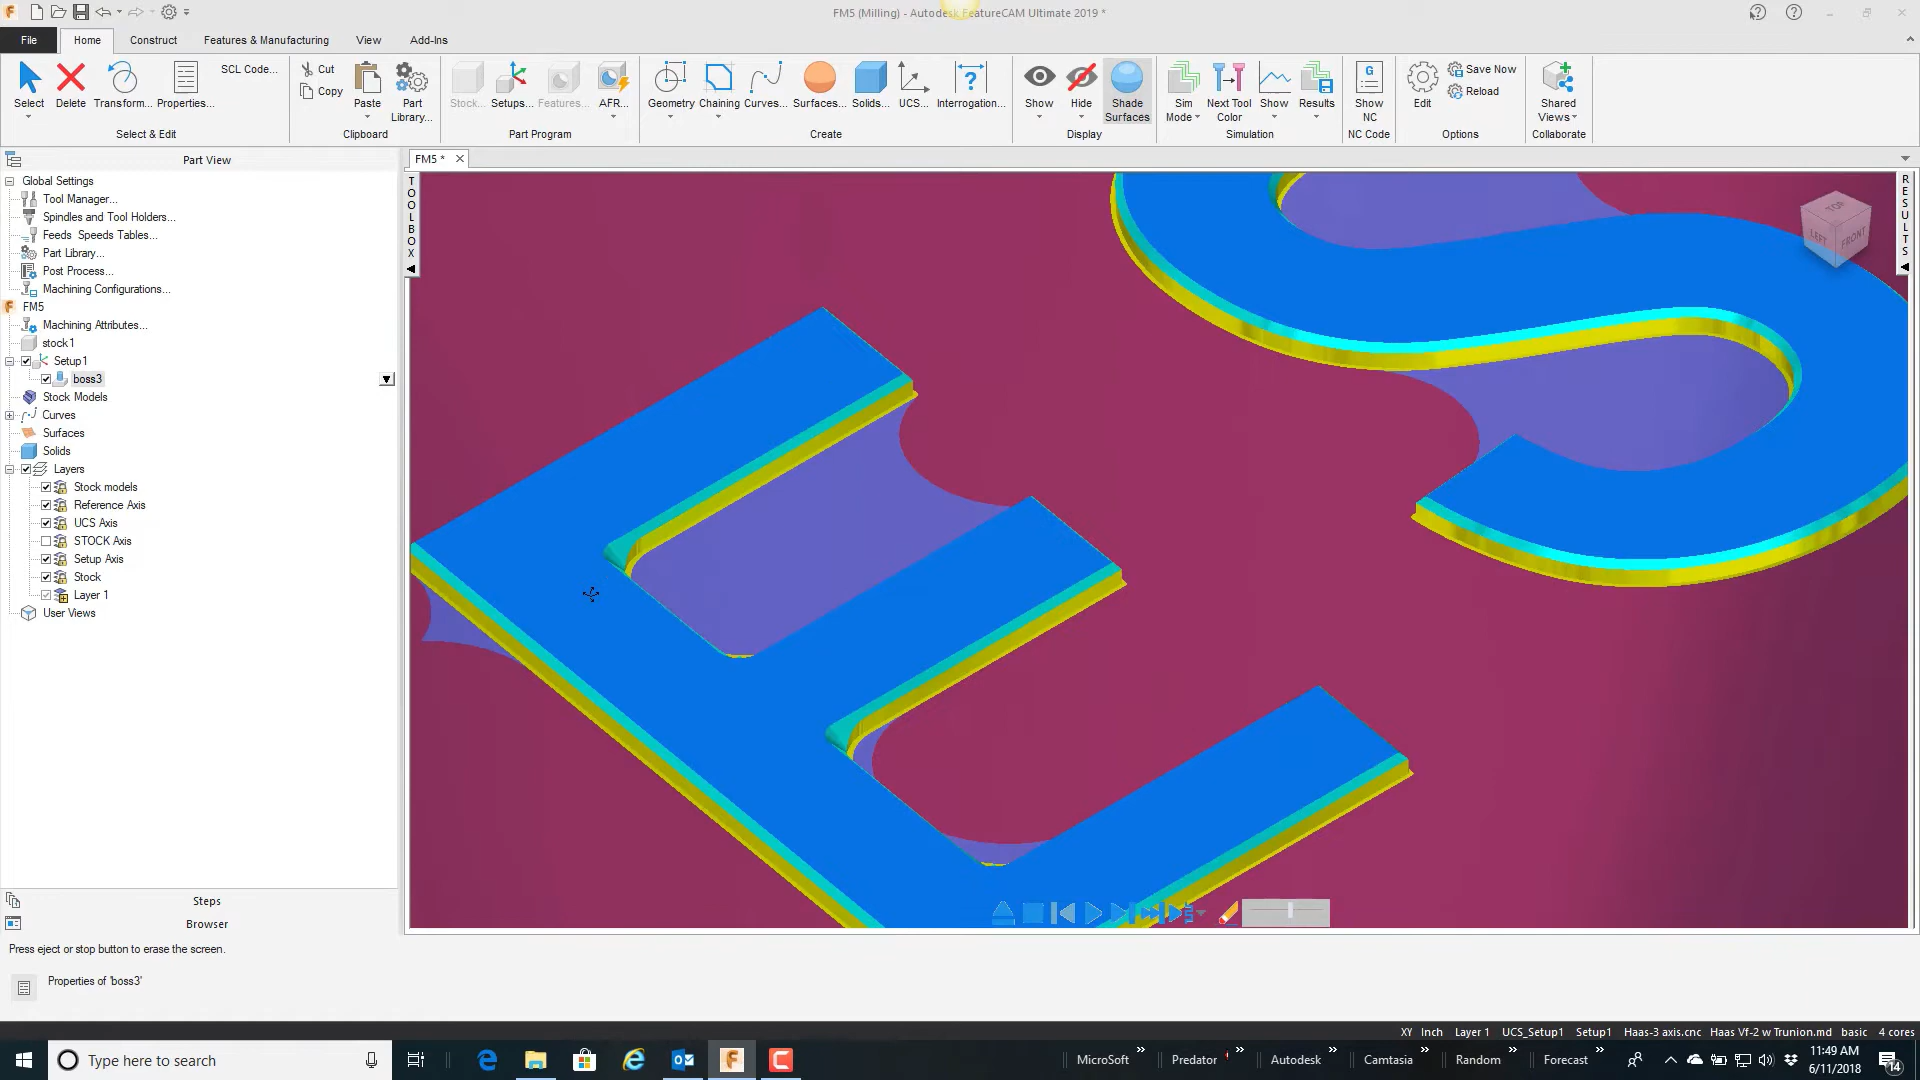 FM5 (Milling) - Autodesk FeatureCAM Ultimate 2019 *
File Home Construct Features & Manufacturing View Add-Ins
Select Delete Transform... Properties... SCL Code...
Select & Edit
Cut
Copy
Paste Part Library...
Clipboard
Stock... Setups... Features... AFR...
Part Program
Geometry Chaining Curves... Surfaces... Solids... UCS... Interrogation...
Create
Show Hide Shade Surfaces
Display
Sim Mode Next Tool Color Show Results
Simulation
G
Show NC
NC Code
Edit Save Now
Reload
Options
Shared Views
Collaborate
Part View
FM5 *
Global Settings
Tool Manager...
Spindles and Tool Holders...
Feeds Speeds Tables...
Part Library...
Post Process...
Machining Configurations...
FM5
Machining Attributes...
stock1
Setup1
boss3
Stock Models
Curves
Surfaces
Solids
Layers
Stock models
Reference Axis
UCS Axis
STOCK Axis
Setup Axis
Stock
Layer 1
User Views
Steps
Browser
TOOLBOX
RESULTS
TOP
LEFT
FRONT
Press eject or stop button to erase the screen.
Properties of 'boss3'
XY Inch Layer 1 UCS_Setup1 Setup1 Haas-3 axis.cnc Haas Vf-2 w Trunion.md basic 4 cores
Type here to search
MicroSoft Predator Autodesk Camtasia Random Forecast
11:49 AM
6/11/2018
14